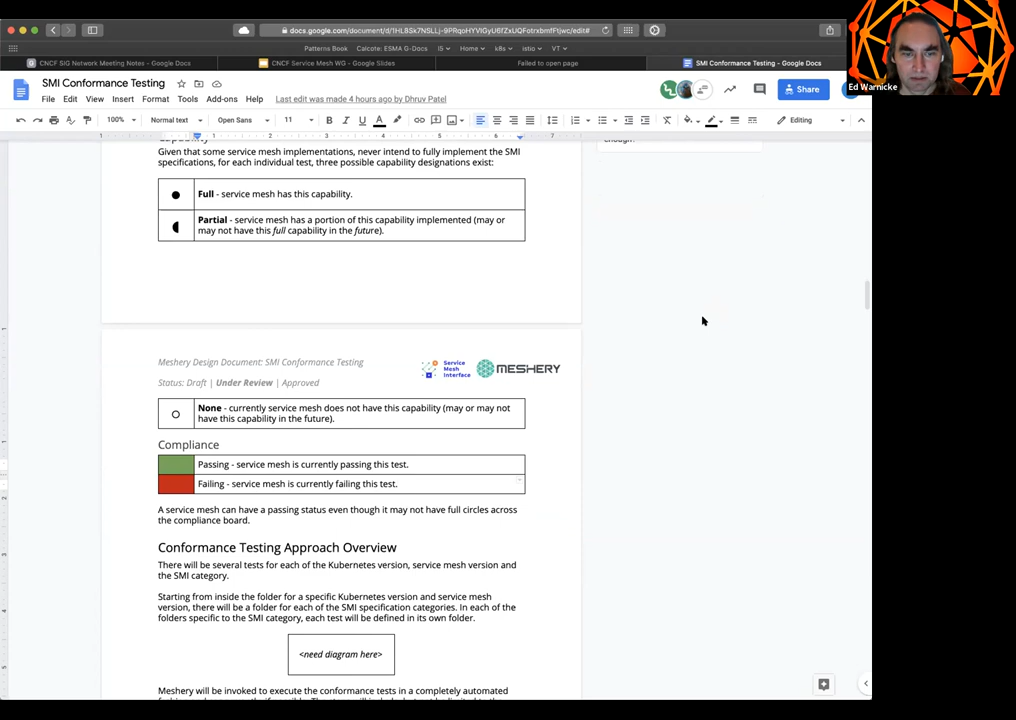 docs.google.com/document/d/1HL8Sk7NSLLj-9PRqoHYVIGyU6fZxUQFotrxbmfFtjwc/edit#
Patterns Book
Calcote: ESMA G-Docs
I5
Home
k8s
istio
VT
CNCF SIG Network Meeting Notes - Google Docs
CNCF Service Mesh WG - Google Slides
Failed to open page
SMI Conformance Testing - Google Docs
Ed Warnicke
SMI Conformance Testing
File Edit View Insert Format Tools Add-ons Help
Last edit was made 4 hours ago by Dhruv Patel
Share
100%
Normal text
Open Sans
11
Editing
1 1 2 3 4 5 6 7
Given that some service mesh implementations, never intend to fully implement the SMI
specifications, for each individual test, three possible capability designations exist:
Full - service mesh has this capability.
Partial - service mesh has a portion of this capability implemented (may or
may not have this full capability in the future).
Meshery Design Document: SMI Conformance Testing
Service
Mesh
Interface
MESHERY
Status: Draft | Under Review | Approved
None - currently service mesh does not have this capability (may or may not
have this capability in the future).
Compliance
Passing - service mesh is currently passing this test.
Failing - service mesh is currently failing this test.
A service mesh can have a passing status even though it may not have full circles across
the compliance board.
Conformance Testing Approach Overview
There will be several tests for each of the Kubernetes version, service mesh version and
the SMI category.
Starting from inside the folder for a specific Kubernetes version and service mesh
version, there will be a folder for each of the SMI specification categories. In each of the
folders specific to the SMI category, each test will be defined in its own folder.
<need diagram here>
Meshery will be invoked to execute the conformance tests in a completely automated